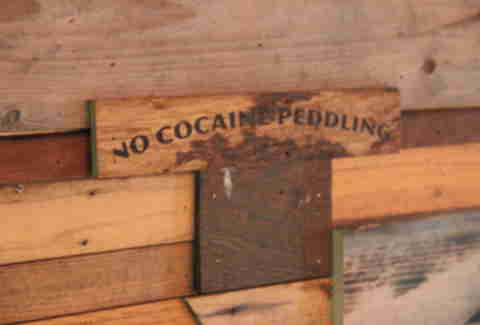 NO COCAINE PEDDLING